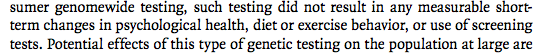 sumer genomewide testing, such testing did not result in any measurable short-
term changes in psychological health, diet or exercise behavior, or use of screening
tests. Potential effects of this type of genetic testing on the population at large are